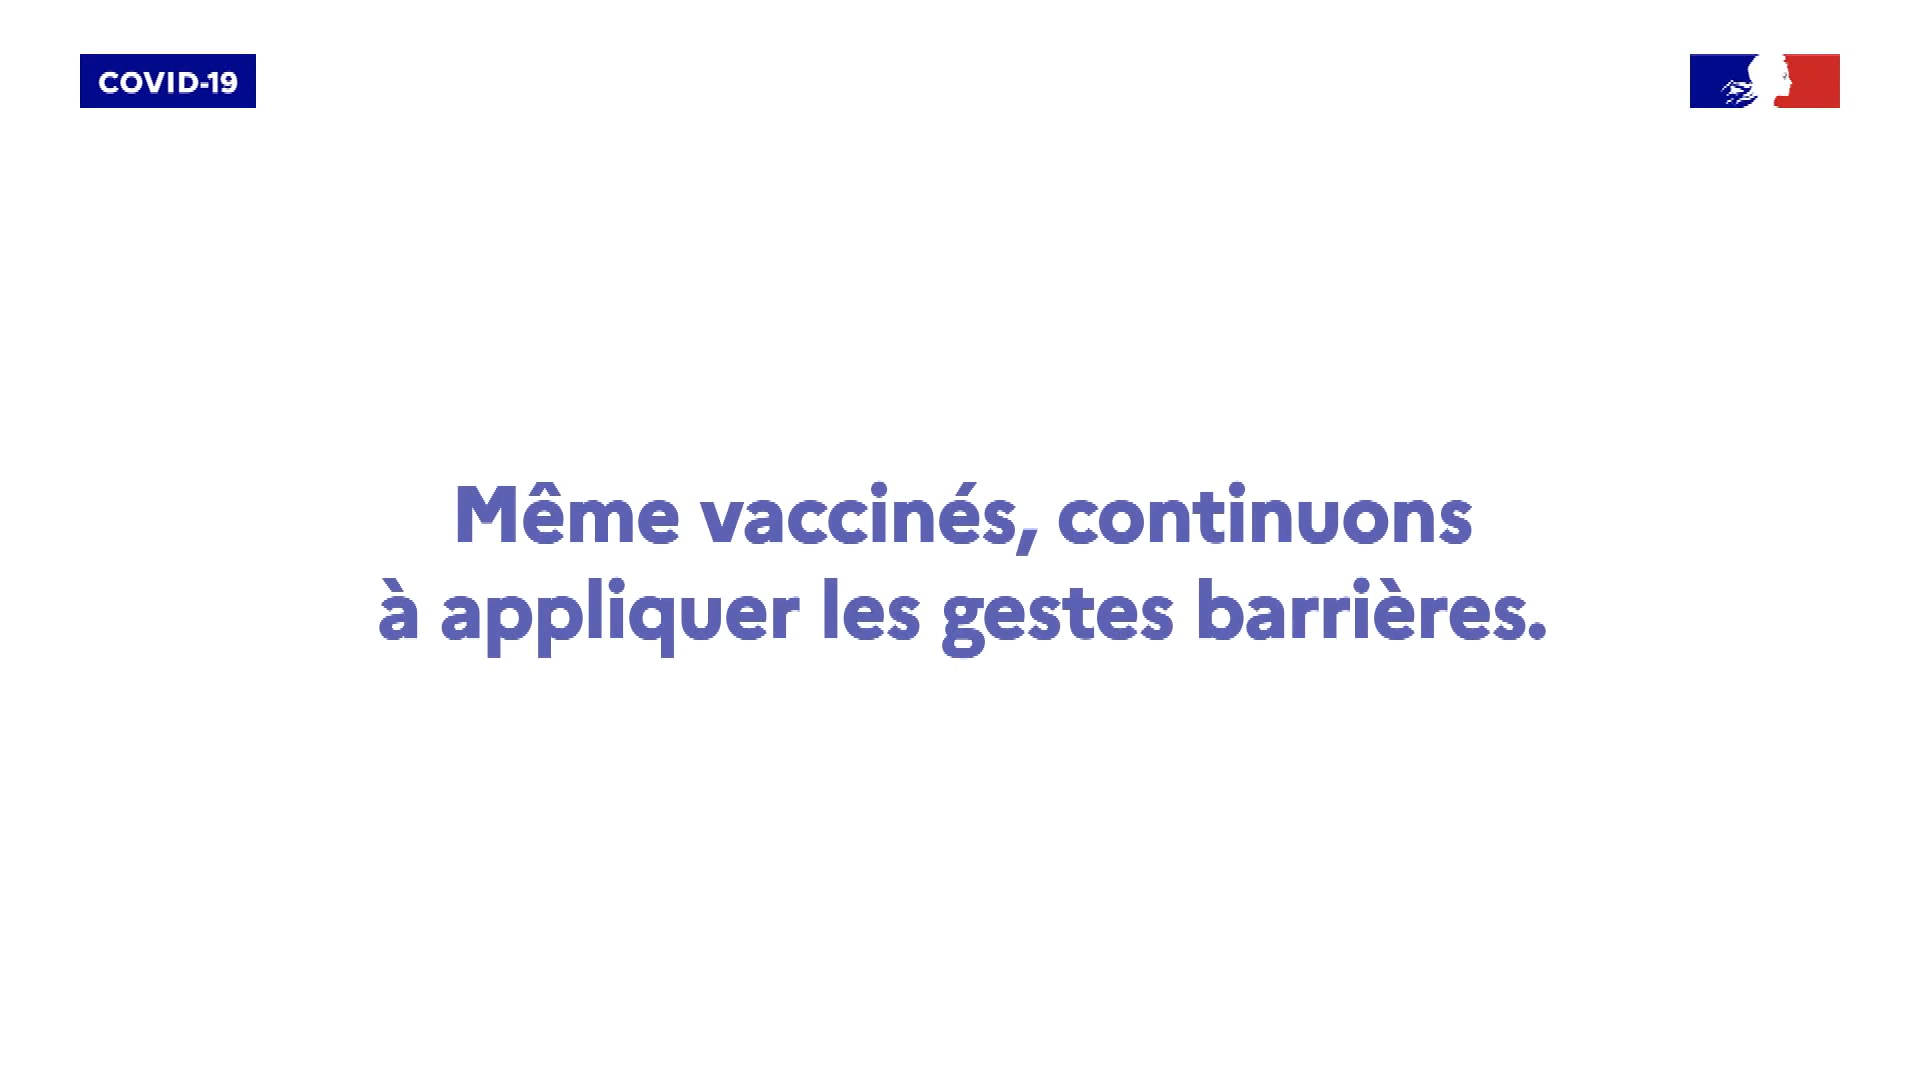 COVID-19
Même vaccinés, continuons
à appliquer les gestes barrières.